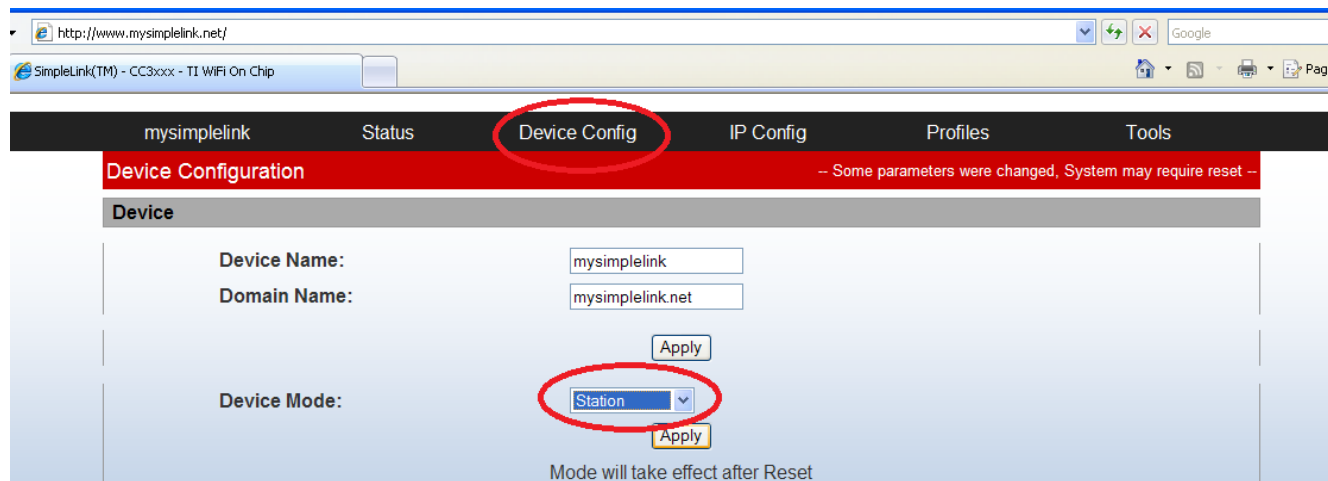 http://www.mysimplelink.net/ Google
SimpleLink(TM) - CC3xxx - TI WiFi On Chip Pag
mysimplelink Status Device Config IP Config Profiles Tools
Device Configuration -- Some parameters were changed, System may require reset --
Device
Device Name: mysimplelink
Domain Name: mysimplelink.net
Apply
Device Mode: Station
Apply
Mode will take effect after Reset